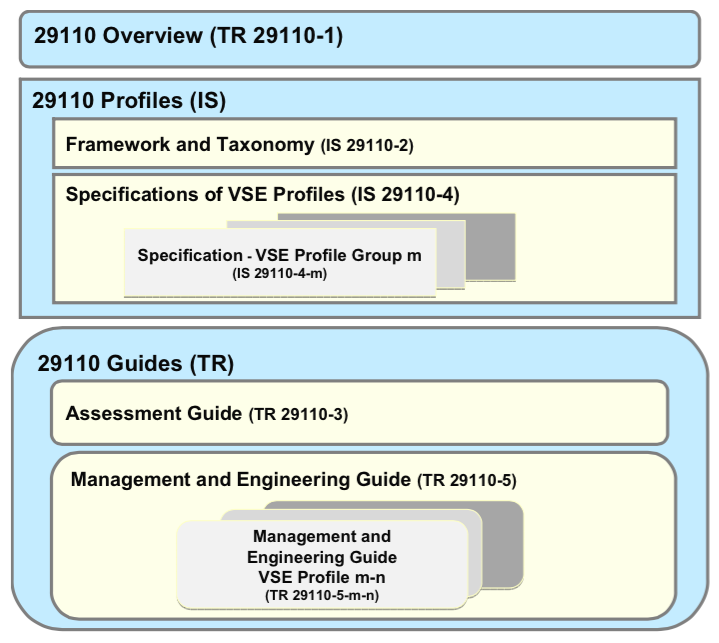 29110 Overview (TR 29110-1)
29110 Profiles (IS)
Framework and Taxonomy (IS 29110-2)
Specifications of VSE Profiles (IS 29110-4)
Specification - VSE Profile Group m
(IS 29110-4-m)
29110 Guides (TR)
Assessment Guide (TR 29110-3)
Management and Engineering Guide (TR 29110-5)
Management and
Engineering Guide
VSE Profile m-n
(TR 29110-5-m-n)